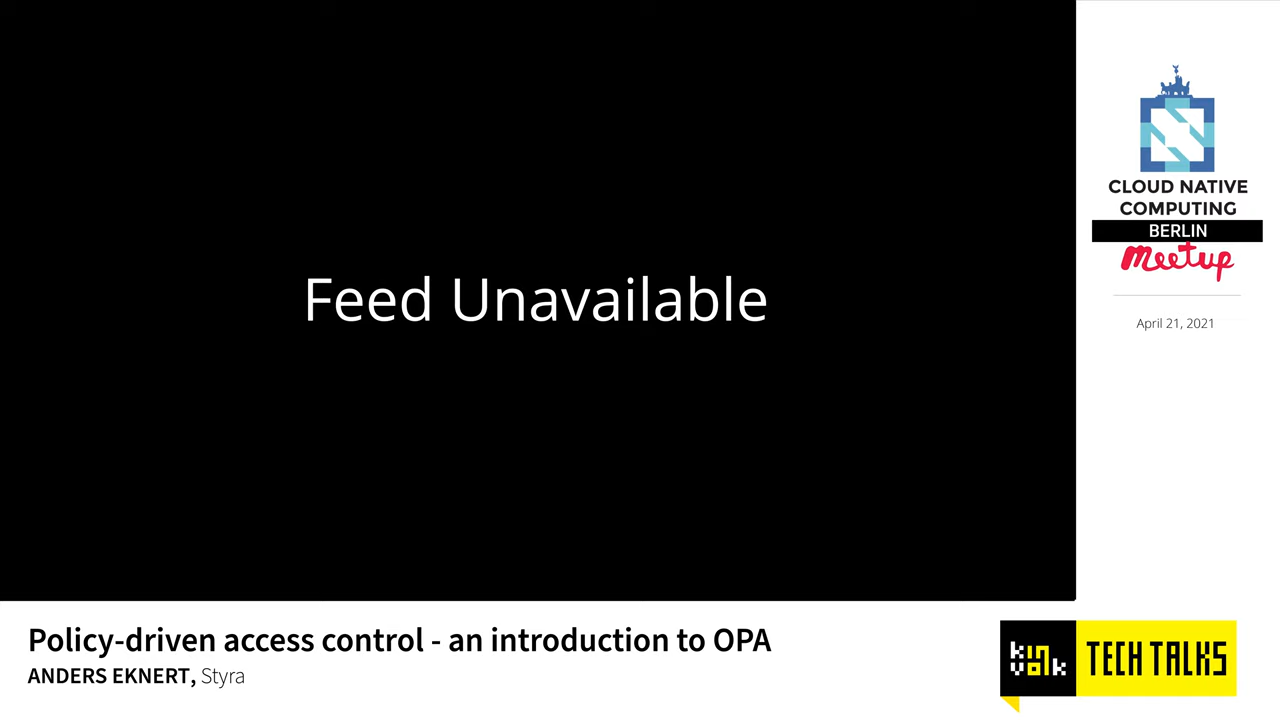 Feed Unavailable
CLOUD NATIVE
COMPUTING
BERLIN
meetup
April 21, 2021
Policy-driven access control - an introduction to OPA
ANDERS EKNERT, Styra
kinvolk TECH TALKS